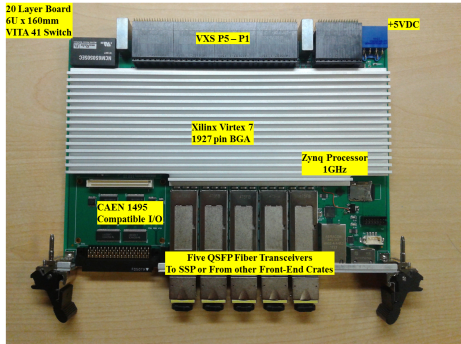 20 Layer Board
6U x 160mm
VITA 41 Switch
+5VDC
VXS P5 – P1
Xilinx Virtex 7
1927 pin BGA
Zynq Processor
1GHz
CAEN 1495
Compatible I/O
Five QSFP Fiber Transceivers
To SSP or From other Front-End Crates